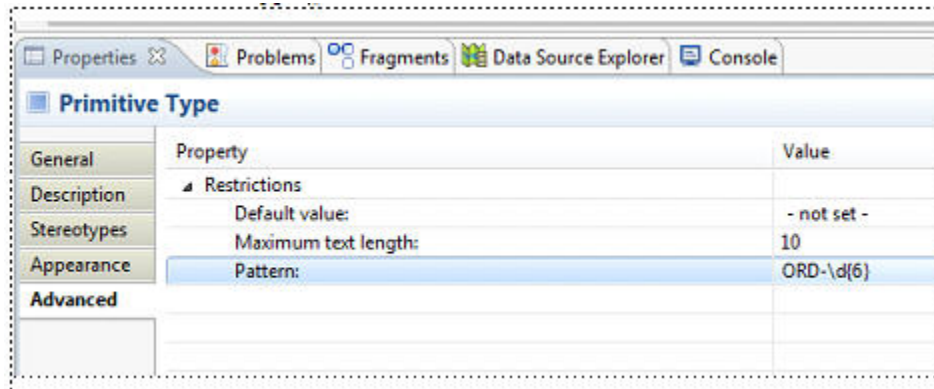 Properties Problems Fragments Data Source Explorer Console
Primitive Type
General
Description
Stereotypes
Appearance
Advanced
Property Value
Restrictions
Default value: - not set -
Maximum text length: 10
Pattern: ORD-\d{6}